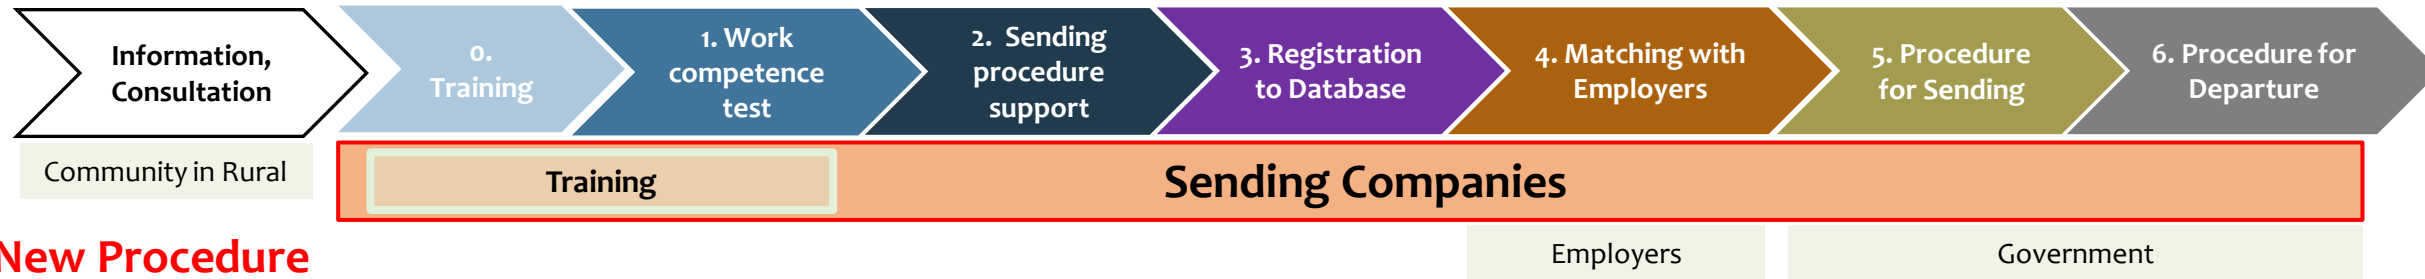 Information,
Consultation
0.
Training
1. Work
competence
test
2. Sending
procedure
support
3. Registration
to Database
4. Matching with
Employers
5. Procedure
for Sending
6. Procedure for
Departure
Community in Rural
Training
Sending Companies
New Procedure
Employers
Government